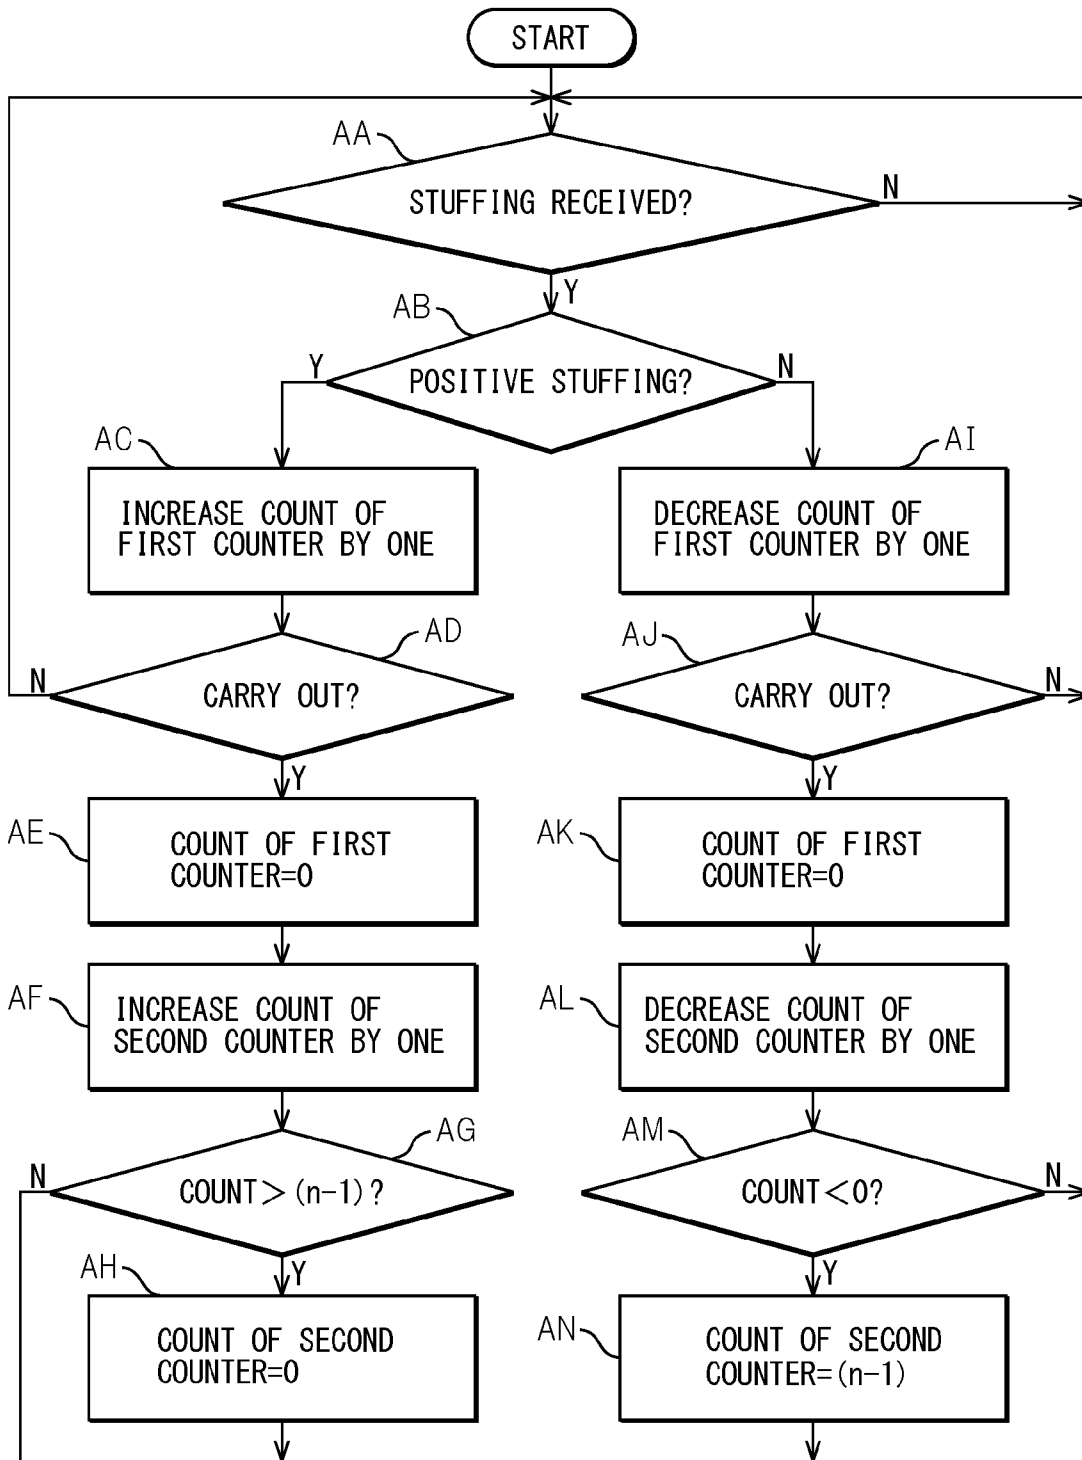 START
AA
STUFFING RECEIVED?
N
Y
AB
POSITIVE STUFFING?
Y
N
AC
INCREASE COUNT OF
FIRST COUNTER BY ONE
AI
DECREASE COUNT OF
FIRST COUNTER BY ONE
AD
CARRY OUT?
N
Y
AJ
CARRY OUT?
N
Y
AE
COUNT OF FIRST
COUNTER=0
AK
COUNT OF FIRST
COUNTER=0
AF
INCREASE COUNT OF
SECOND COUNTER BY ONE
AL
DECREASE COUNT OF
SECOND COUNTER BY ONE
AG
COUNT>(n-1)?
N
Y
AM
COUNT<0?
N
Y
AH
COUNT OF SECOND
COUNTER=0
AN
COUNT OF SECOND
COUNTER=(n-1)